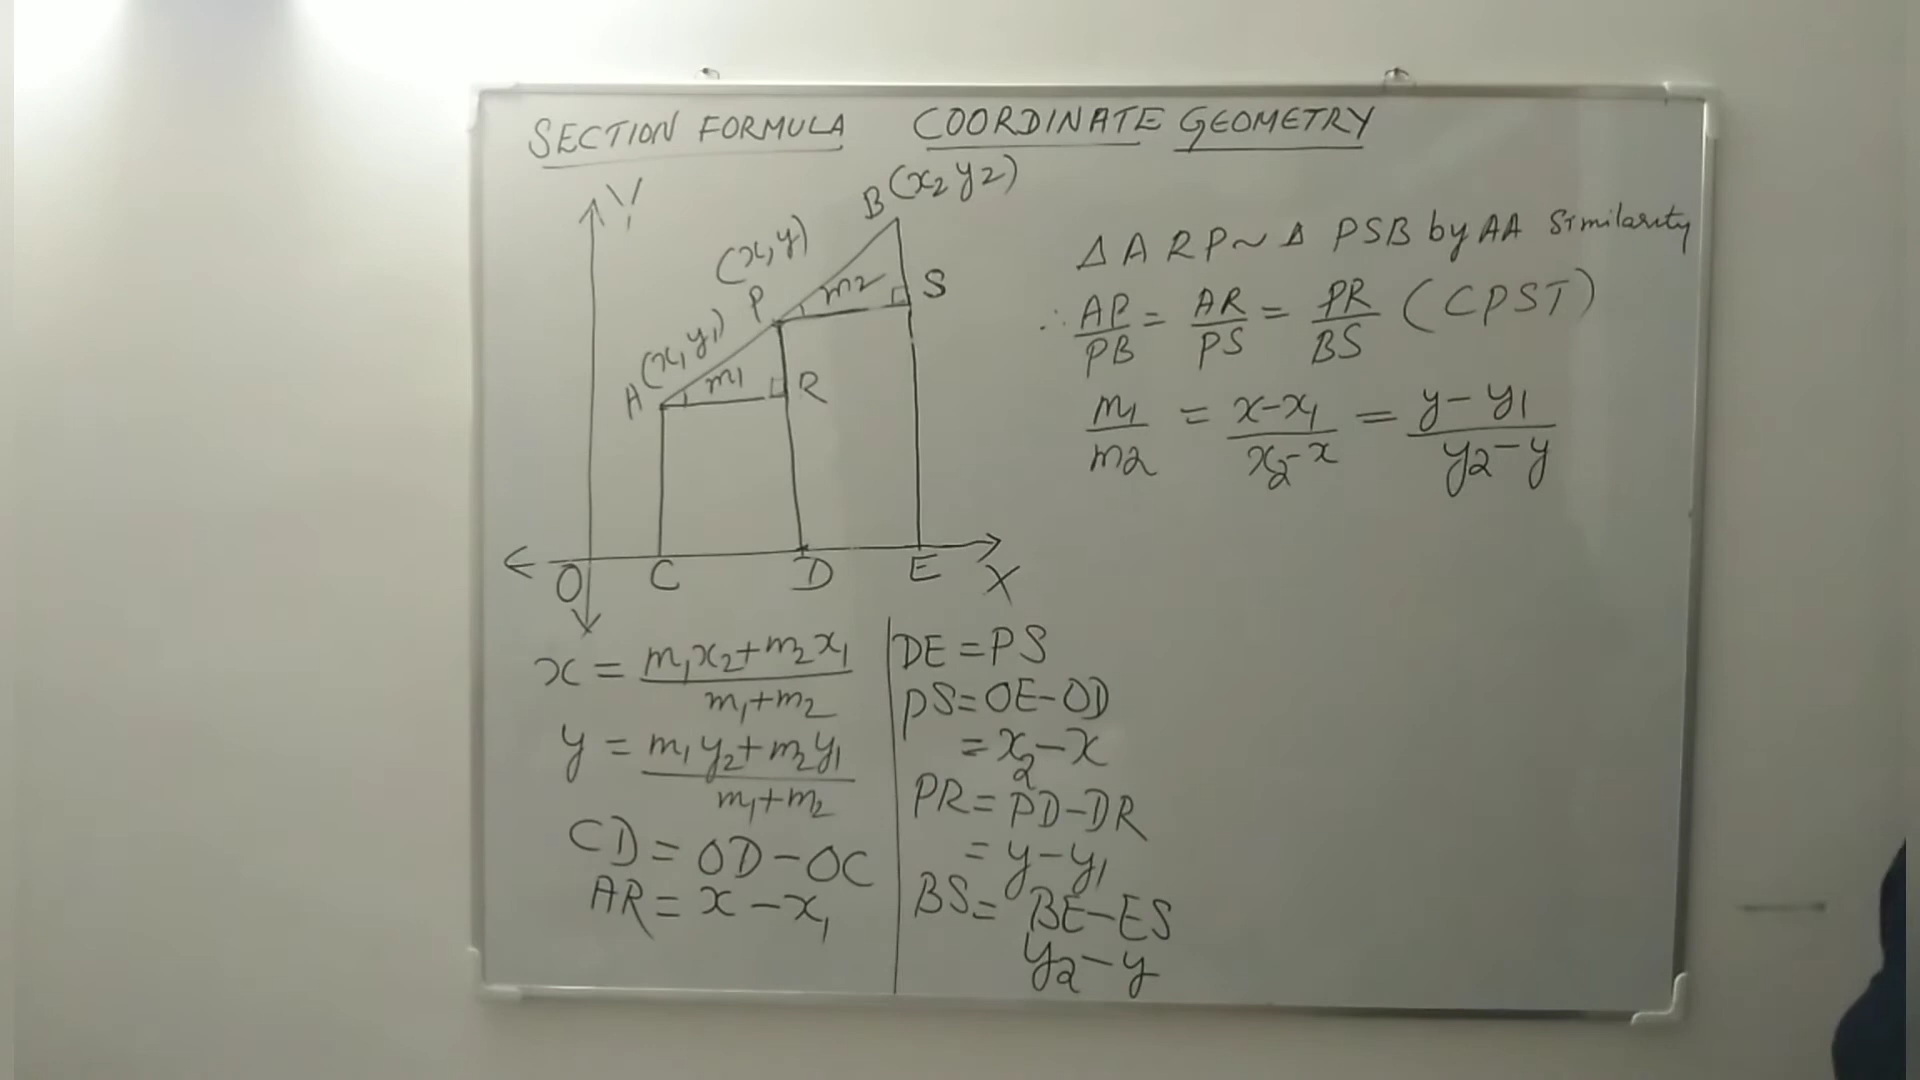 SECTION FORMULA COORDINATE GEOMETRY
Y
B (x2 y2)
(x, y)
P
m2
S
(x1 y1)
A
m1
R
O C D E X
Δ ARP ~ Δ PSB by AA Similarity
∴ AP/PB = AR/PS = PR/BS (CPST)
m1/m2 = x-x1/x2-x = y-y1/y2-y
x = m1x2+m2x1/m1+m2
y = m1y2+m2y1/m1+m2
CD = OD-OC
AR = x-x1
DE = PS
PS = OE-OD
= x2-x
PR = PD-DR
= y-y1
BS = BE-ES
y2-y